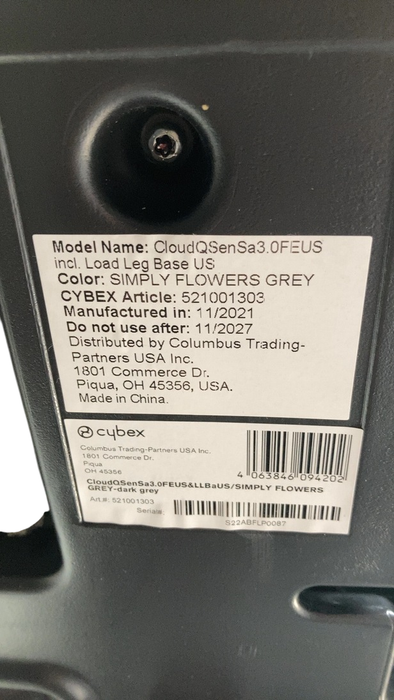 Model Name: CloudQSenSa3.0FEUS
incl. Load Leg Base US
Color: SIMPLY FLOWERS GREY
CYBEX Article: 521001303
Manufactured in: 11/2021
Do not use after: 11/2027
Distributed by Columbus Trading-
Partners USA Inc.
1801 Commerce Dr.
Piqua, OH 45356, USA.
Made in China.
cybex
Columbus Trading-Partners USA Inc.
1801 Commerce Dr.
Piqua
OH 45356
4 063846 094202
CloudQSenSa3.0FEUS&LLBaUS/SIMPLY FLOWERS
GREY-dark grey
Art.#: 521001303
Serial#:
S22ABFLP0087